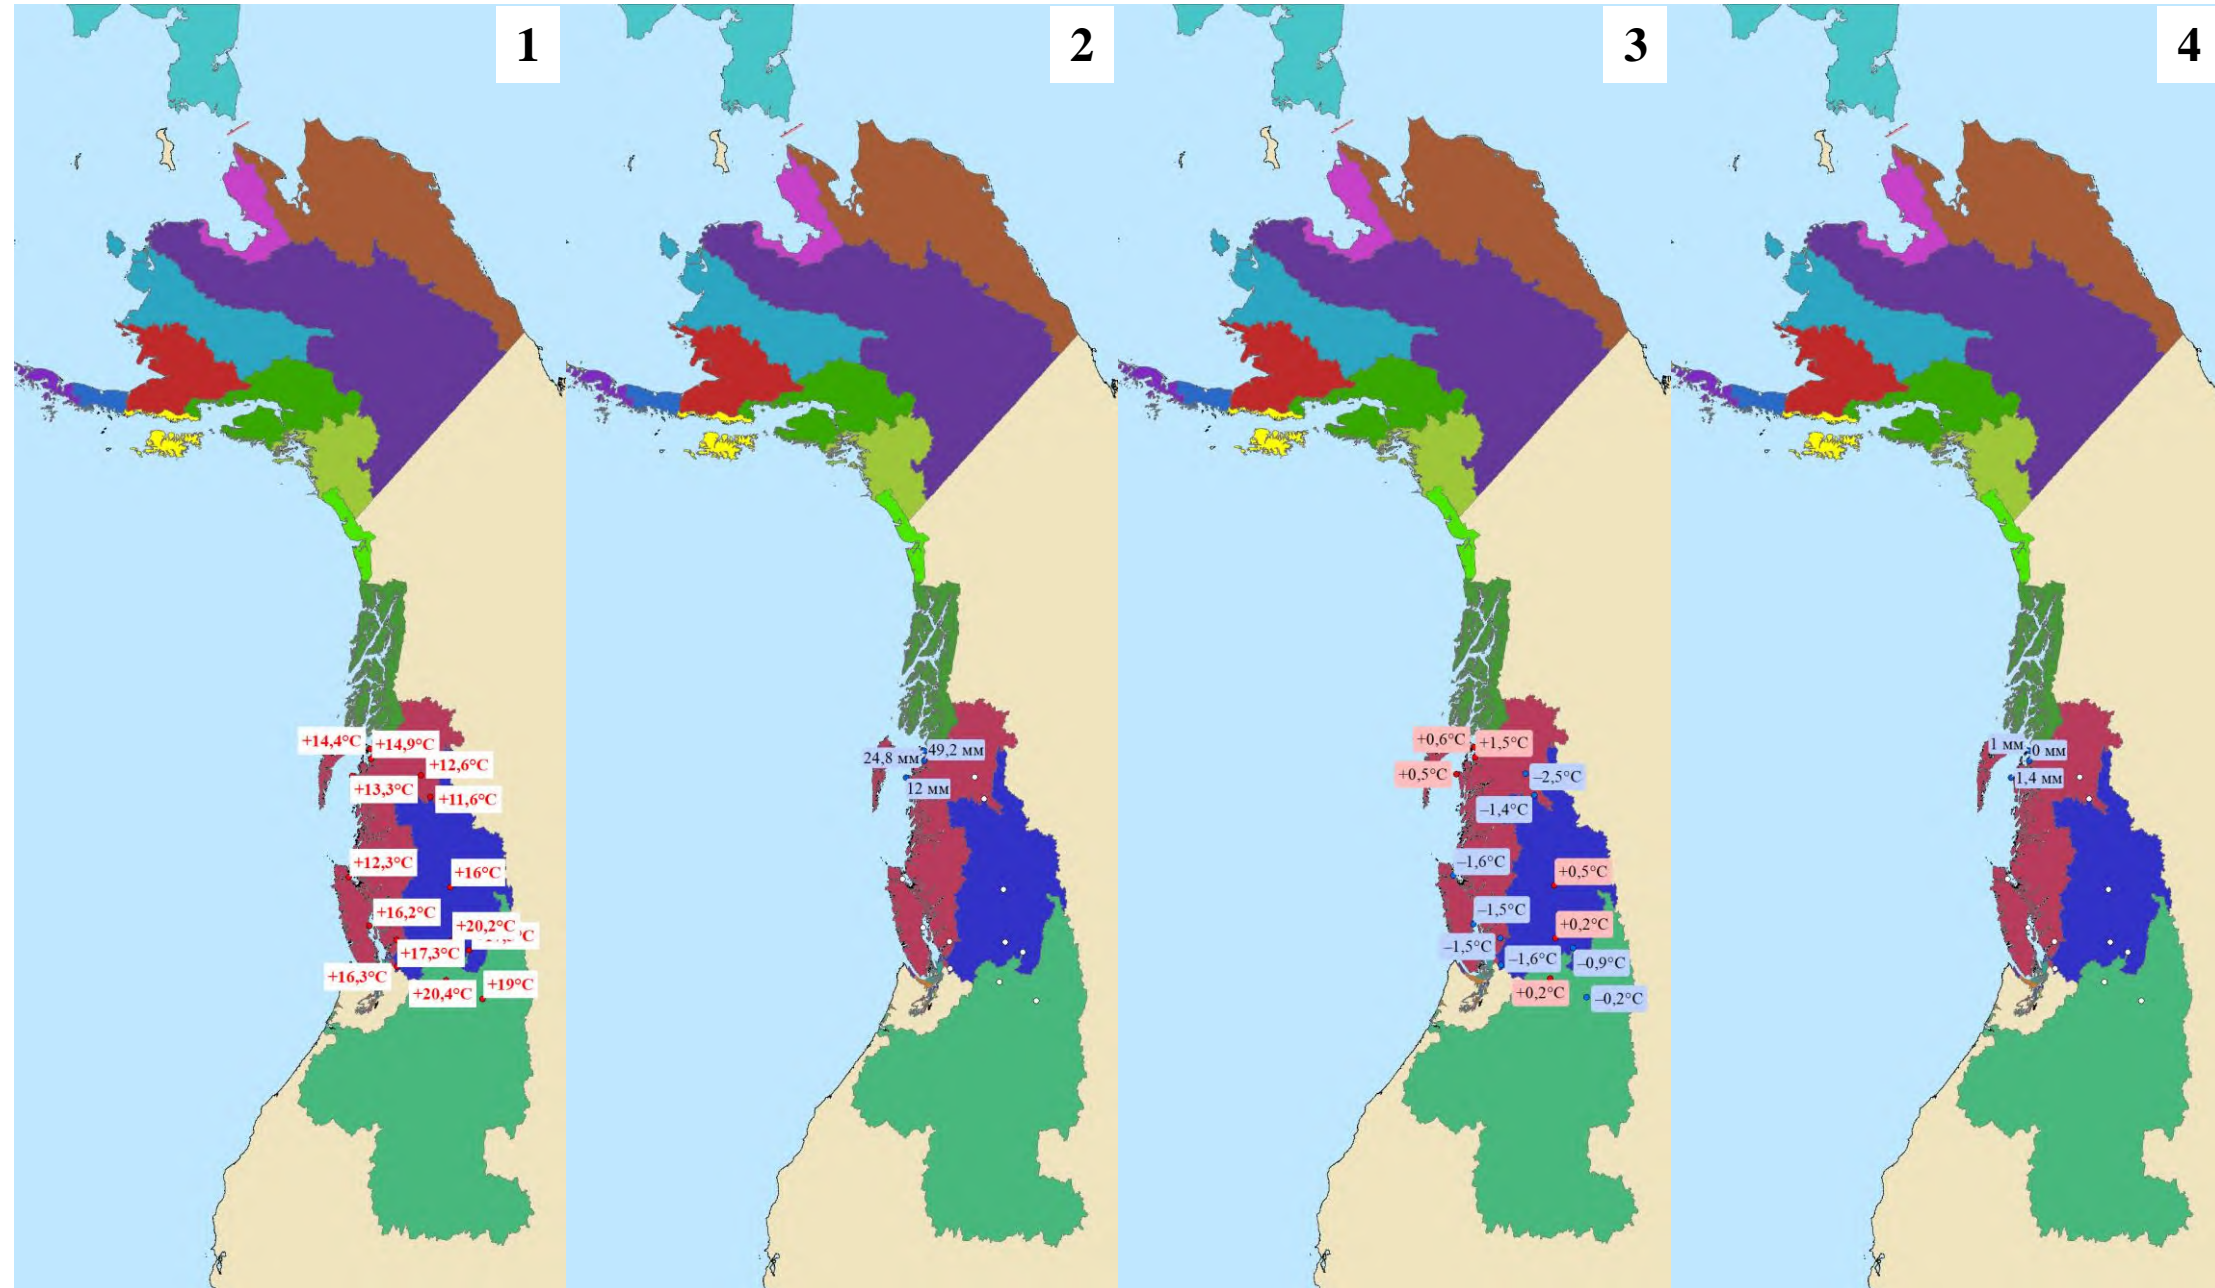 1
+14,4°C
+14,9°C
+12,6°C
+13,3°C
+11,6°C
+12,3°C
+16°C
+16,2°C
+20,2°C
+17,3°C
+16,3°C
+19°C
+20,4°C
2
49,2 мм
24,8 мм
12 мм
3
+0,6°C
+1,5°C
+0,5°C
–2,5°C
–1,4°C
–1,6°C
+0,5°C
–1,5°C
+0,2°C
–1,5°C
–1,6°C
–0,9°C
+0,2°C
–0,2°C
4
1 мм
0 мм
1,4 мм